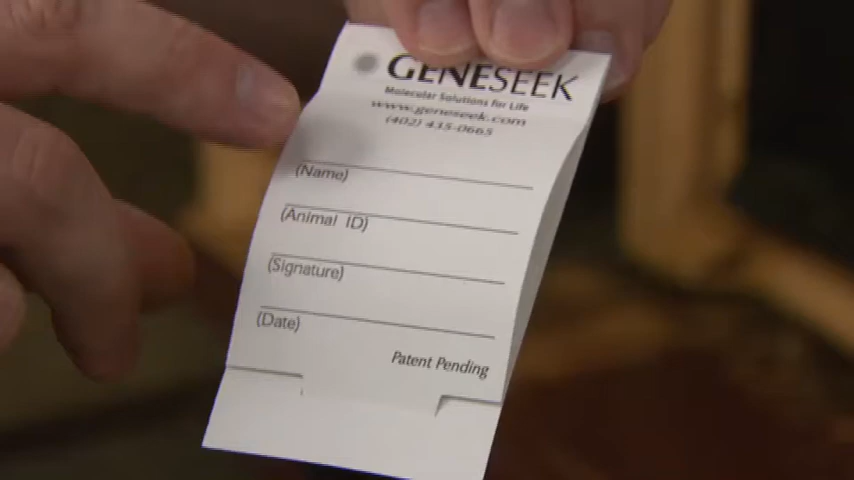 GENESEEK
Molecular Solutions for Life
www.geneseek.com
(402) 435-0665
(Name)
(Animal ID)
(Signature)
(Date)
Patent Pending